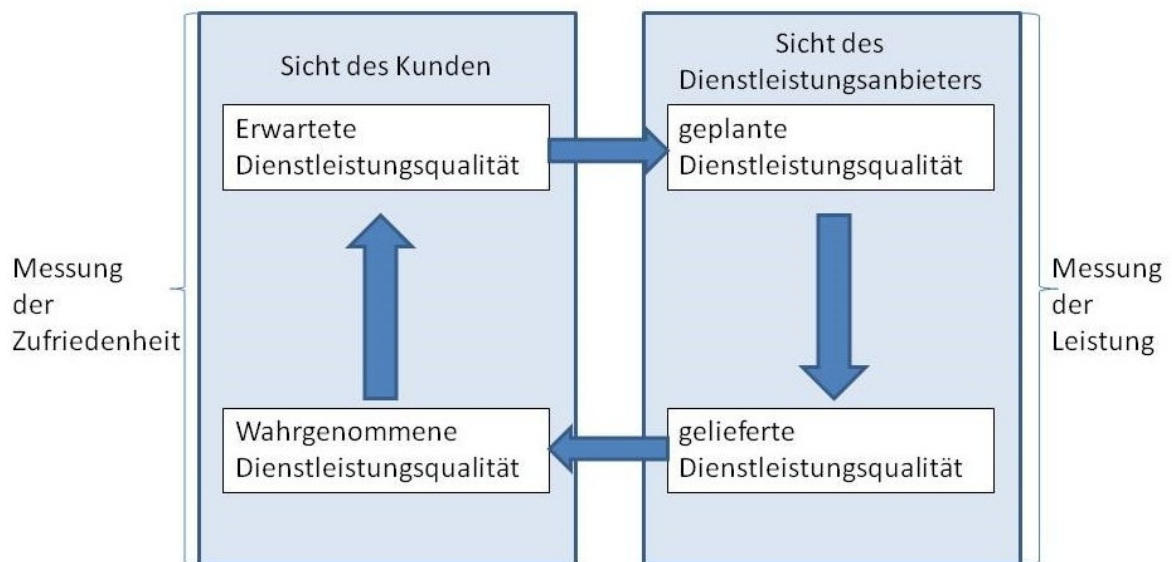 Sicht des Kunden
Erwartete
Dienstleistungsqualität
Wahrgenommene
Dienstleistungsqualität
Sicht des
Dienstleistungsanbieters
geplante
Dienstleistungsqualität
gelieferte
Dienstleistungsqualität
Messung
der
Zufriedenheit
Messung
der
Leistung